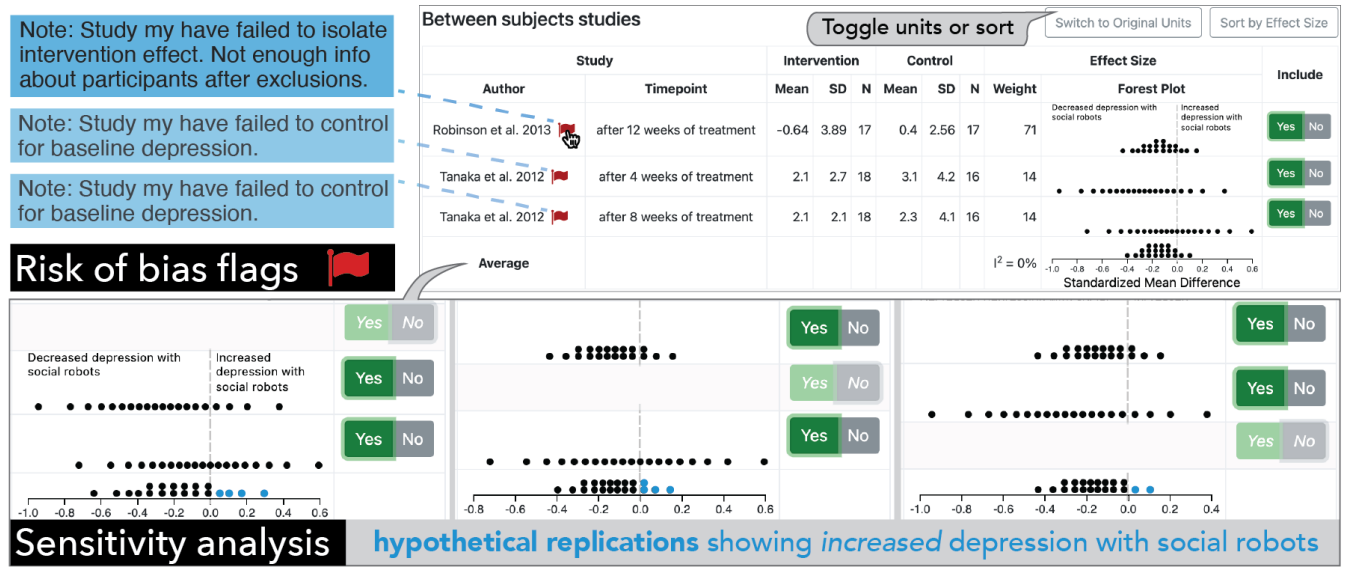 Note: Study my have failed to isolate
intervention effect. Not enough info
about participants after exclusions.
Note: Study my have failed to control
for baseline depression.
Note: Study my have failed to control
for baseline depression.
Risk of bias flags
Between subjects studies
Toggle units or sort
Switch to Original Units
Sort by Effect Size
Study Intervention Control Effect Size Include
Author Timepoint Mean SD N Mean SD N Weight Forest Plot
Decreased depression with
social robots
Increased
depression with
social robots
Robinson et al. 2013 after 12 weeks of treatment -0.64 3.89 17 0.4 2.56 17 71 Yes No
Tanaka et al. 2012 after 4 weeks of treatment 2.1 2.7 18 3.1 4.2 16 14 Yes No
Tanaka et al. 2012 after 8 weeks of treatment 2.1 2.1 18 2.3 4.1 16 14 Yes No
Average I² = 0%
-1.0 -0.8 -0.6 -0.4 -0.2 0.0 0.2 0.4 0.6
Standardized Mean Difference
Yes No
Decreased depression with
social robots
Increased
depression with
social robots
Yes No
Yes No
-1.0 -0.8 -0.6 -0.4 -0.2 0.0 0.2 0.4 0.6
Yes No
Yes No
Yes No
-0.8 -0.6 -0.4 -0.2 0.0 0.2 0.4 0.6
Yes No
Yes No
Yes No
-1.0 -0.8 -0.6 -0.4 -0.2 0.0 0.2 0.4
Sensitivity analysis
hypothetical replications showing increased depression with social robots